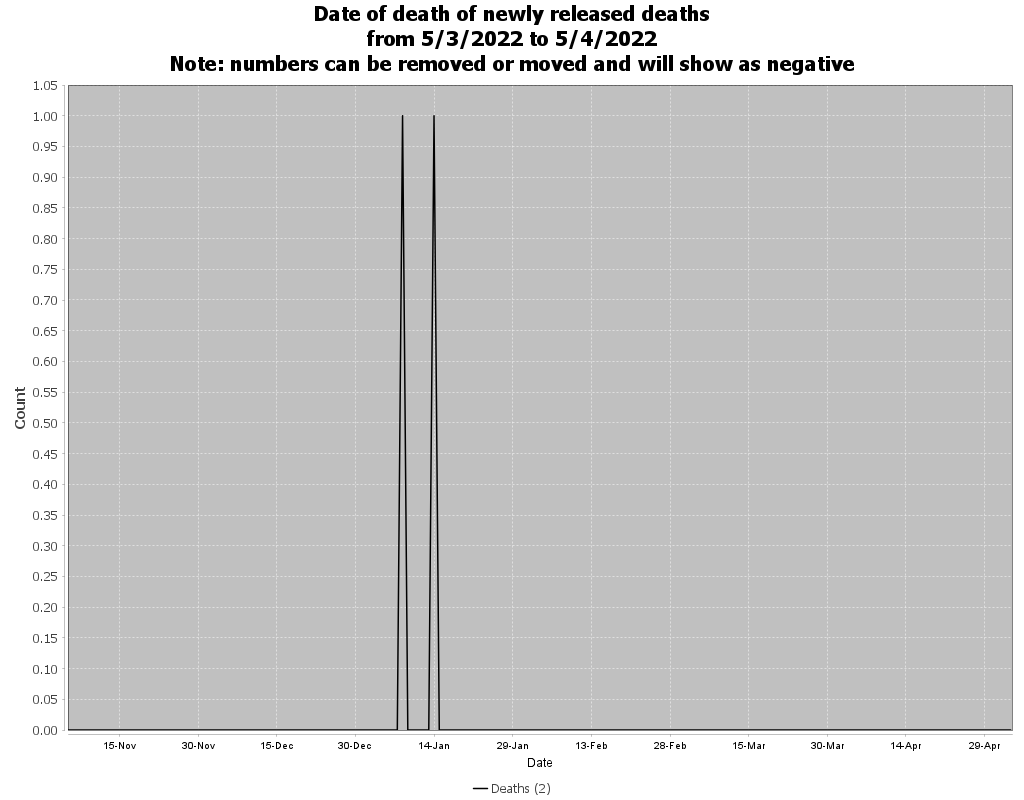 Date of death of newly released deaths
from 5/3/2022 to 5/4/2022
Note: numbers can be removed or moved and will show as negative
1.05
1.00
0.95
0.90
0.85
0.80
0.75
0.70
0.65
0.60
0.55
0.50
0.45
0.40
0.35
0.30
0.25
0.20
0.15
0.10
0.05
0.00
Count
15-Nov
30-Nov
15-Dec
30-Dec
14-Jan
29-Jan
13-Feb
28-Feb
15-Mar
30-Mar
14-Apr
29-Apr
Date
Deaths (2)